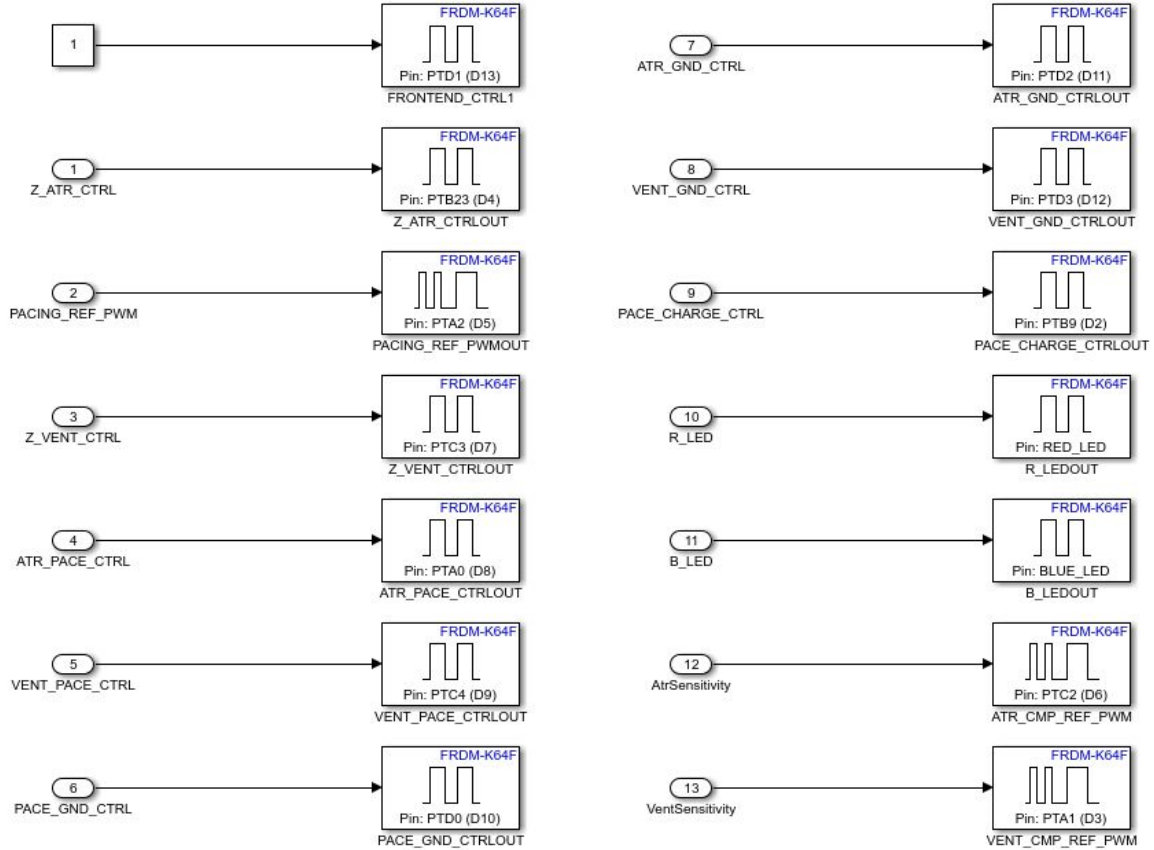 FRDM-K64F
1
Pin: PTD1 (D13)
FRONTEND_CTRL1
FRDM-K64F
1
Z_ATR_CTRL
Pin: PTB23 (D4)
Z_ATR_CTRLOUT
FRDM-K64F
2
PACING_REF_PWM
Pin: PTA2 (D5)
PACING_REF_PWMOUT
FRDM-K64F
3
Z_VENT_CTRL
Pin: PTC3 (D7)
Z_VENT_CTRLOUT
FRDM-K64F
4
ATR_PACE_CTRL
Pin: PTA0 (D8)
ATR_PACE_CTRLOUT
FRDM-K64F
5
VENT_PACE_CTRL
Pin: PTC4 (D9)
VENT_PACE_CTRLOUT
FRDM-K64F
6
PACE_GND_CTRL
Pin: PTD0 (D10)
PACE_GND_CTRLOUT
FRDM-K64F
7
ATR_GND_CTRL
Pin: PTD2 (D11)
ATR_GND_CTRLOUT
FRDM-K64F
8
VENT_GND_CTRL
Pin: PTD3 (D12)
VENT_GND_CTRLOUT
FRDM-K64F
9
PACE_CHARGE_CTRL
Pin: PTB9 (D2)
PACE_CHARGE_CTRLOUT
FRDM-K64F
10
R_LED
Pin: RED_LED
R_LEDOUT
FRDM-K64F
11
B_LED
Pin: BLUE_LED
B_LEDOUT
FRDM-K64F
12
AtrSensitivity
Pin: PTC2 (D6)
ATR_CMP_REF_PWM
FRDM-K64F
13
VentSensitivity
Pin: PTA1 (D3)
VENT_CMP_REF_PWM